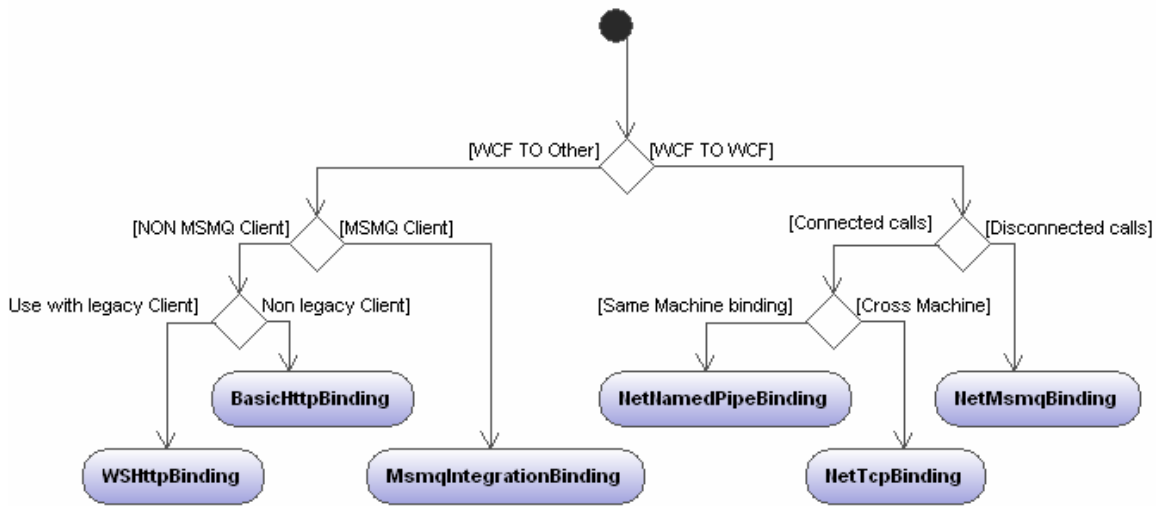 [WCF TO Other]
[WCF TO WCF]
[NON MSMQ Client]
[MSMQ Client]
[Connected calls]
[Disconnected calls]
Use with legacy Client]
Non legacy Client]
[Same Machine binding]
[Cross Machine]
BasicHttpBinding
NetNamedPipeBinding
NetMsmqBinding
WSHttpBinding
MsmqIntegrationBinding
NetTcpBinding